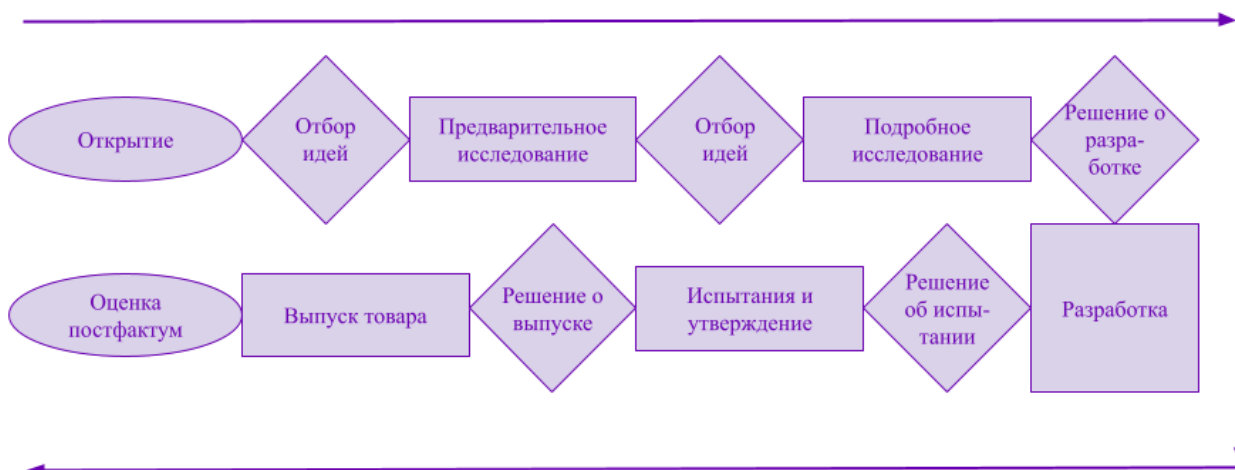 Открытие
Отбор
идей
Предварительное
исследование
Отбор
идей
Подробное
исследование
Решение о
разра-
ботке
Оценка
постфактум
Выпуск товара
Решение о
выпуске
Испытания и
утверждение
Решение
об испы-
тании
Разработка